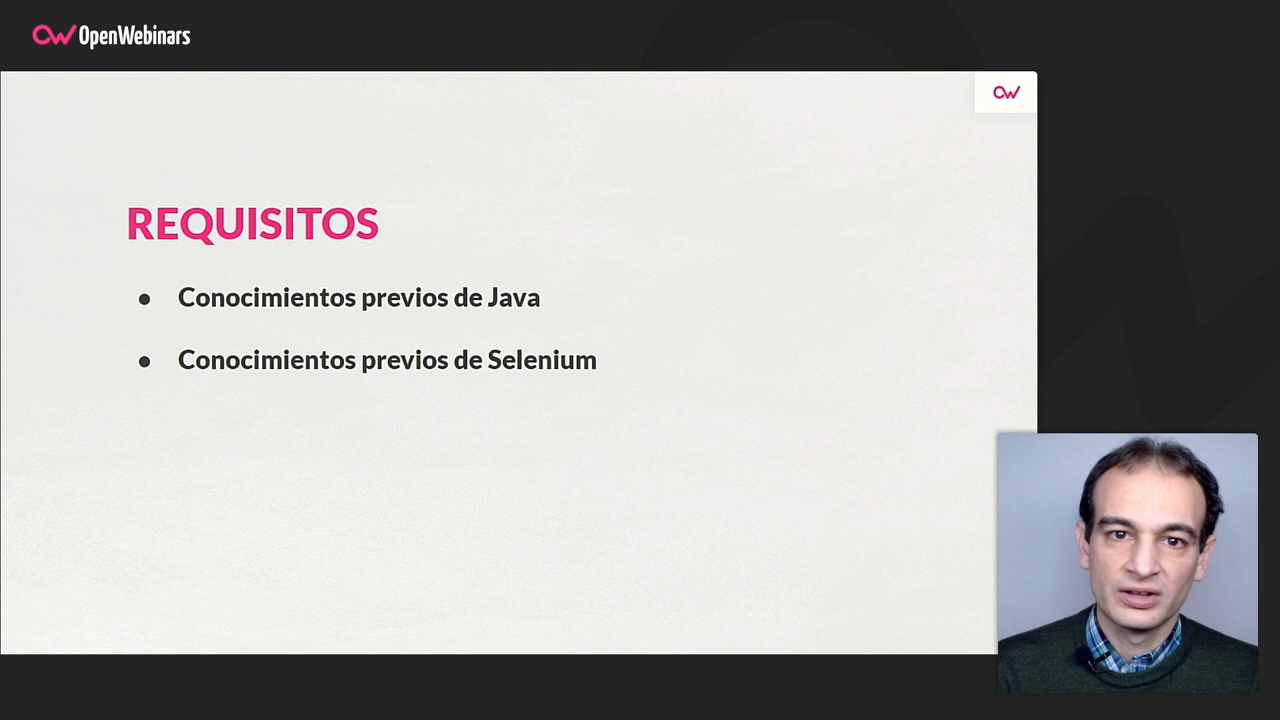 OpenWebinars
REQUISITOS
● Conocimientos previos de Java
● Conocimientos previos de Selenium